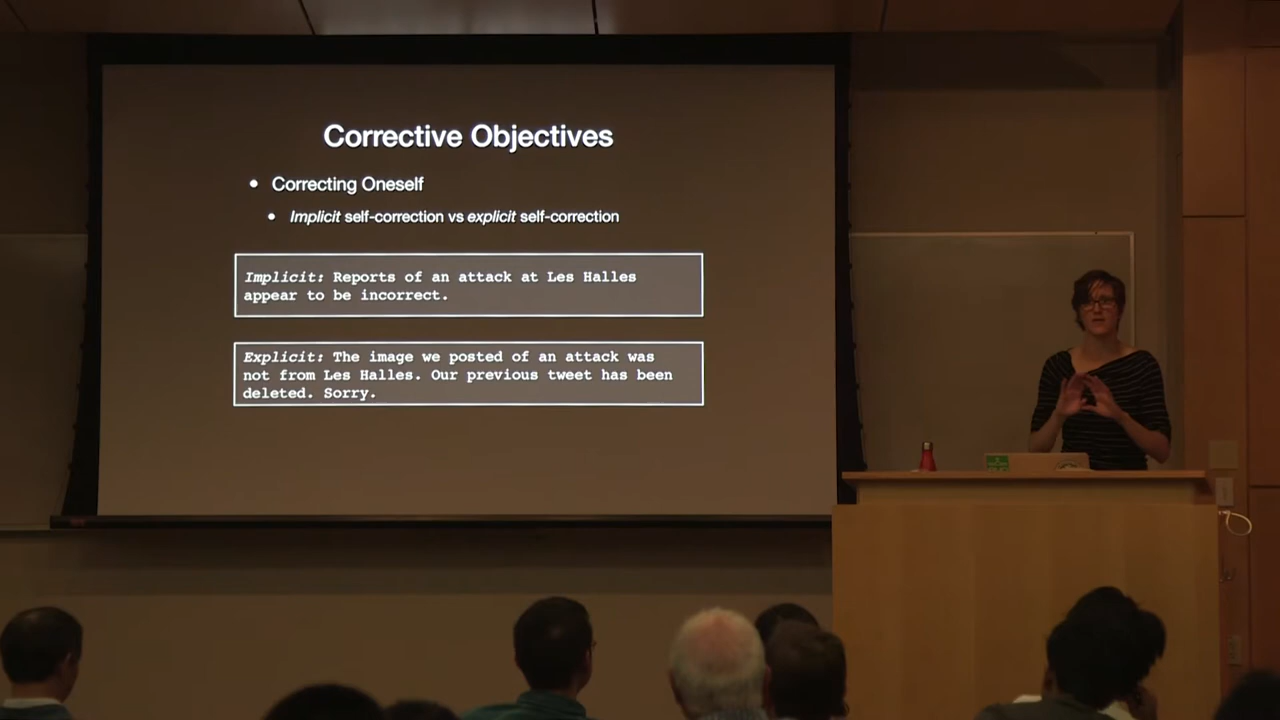 Corrective Objectives
• Correcting Oneself
• Implicit self-correction vs explicit self-correction
Implicit: Reports of an attack at Les Halles
appear to be incorrect.
Explicit: The image we posted of an attack was
not from Les Halles. Our previous tweet has been
deleted. Sorry.